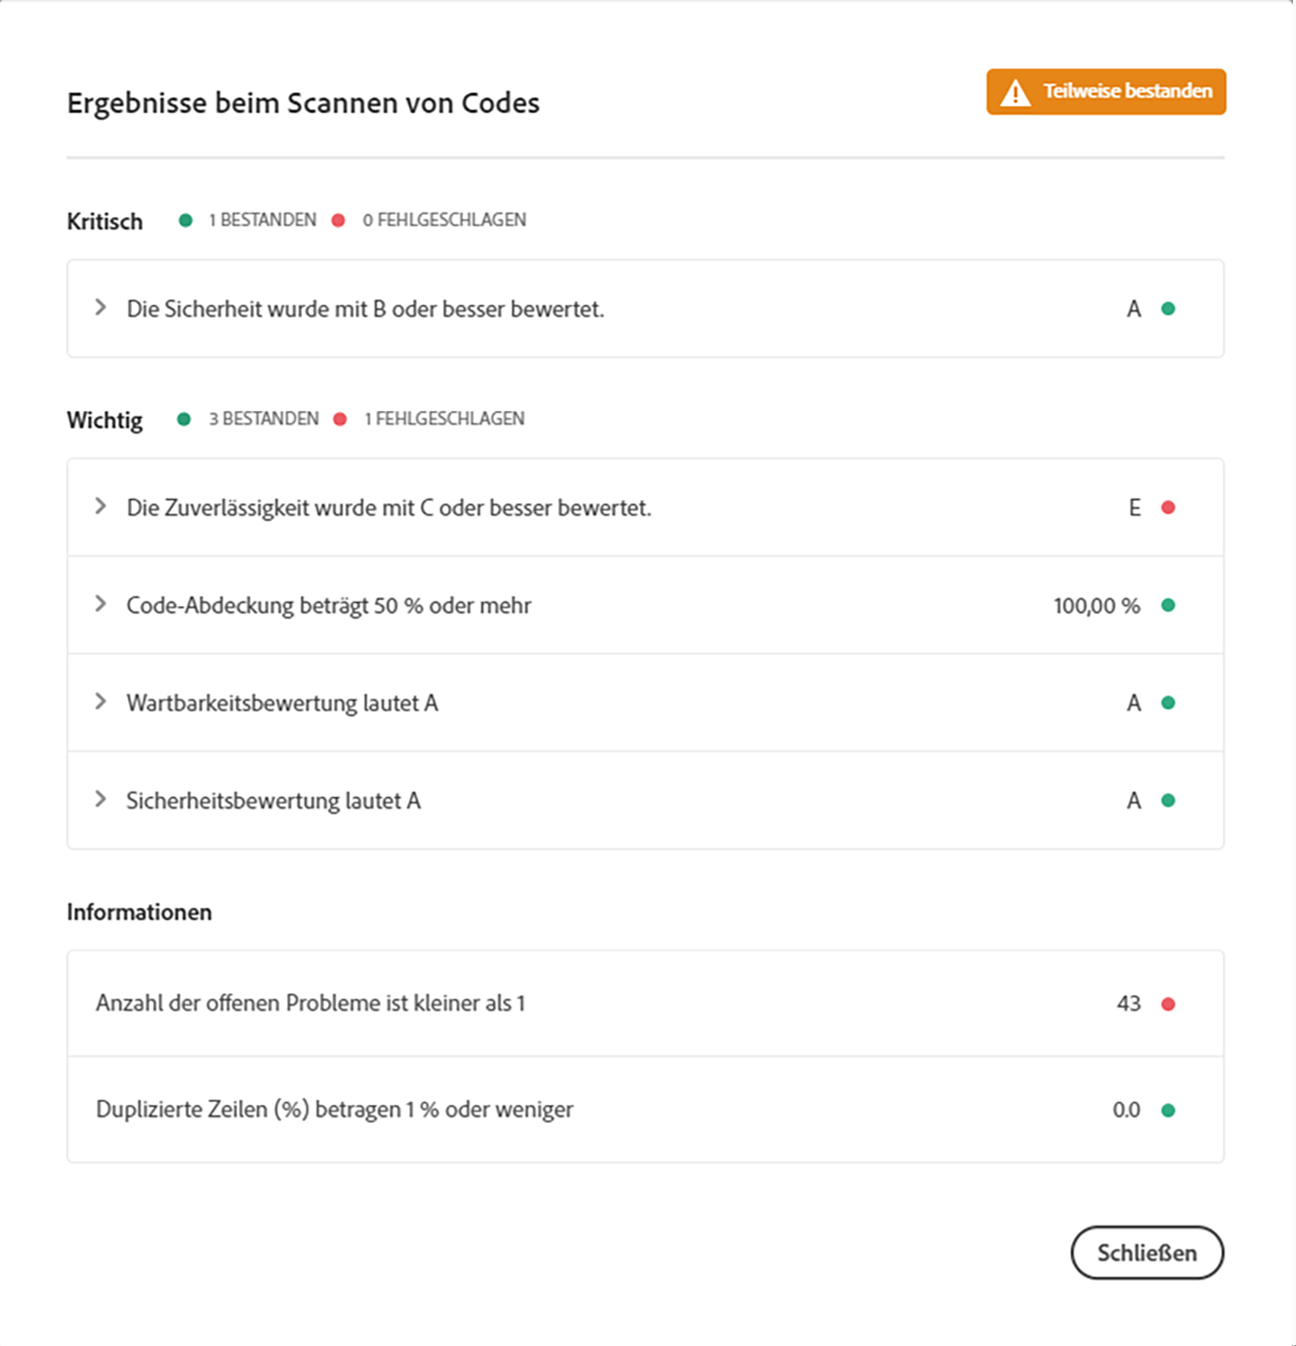 Ergebnisse beim Scannen von Codes
Teilweise bestanden
Kritisch 1 BESTANDEN 0 FEHLGESCHLAGEN
Die Sicherheit wurde mit B oder besser bewertet. A
Wichtig 3 BESTANDEN 1 FEHLGESCHLAGEN
Die Zuverlässigkeit wurde mit C oder besser bewertet. E
Code-Abdeckung beträgt 50 % oder mehr 100,00 %
Wartbarkeitsbewertung lautet A A
Sicherheitsbewertung lautet A A
Informationen
Anzahl der offenen Probleme ist kleiner als 1 43
Duplizierte Zeilen (%) betragen 1 % oder weniger 0.0
Schließen